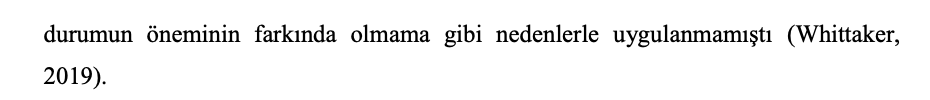 durumun öneminin farkında olmama gibi nedenlerle uygulanmamıştı (Whittaker,
2019).